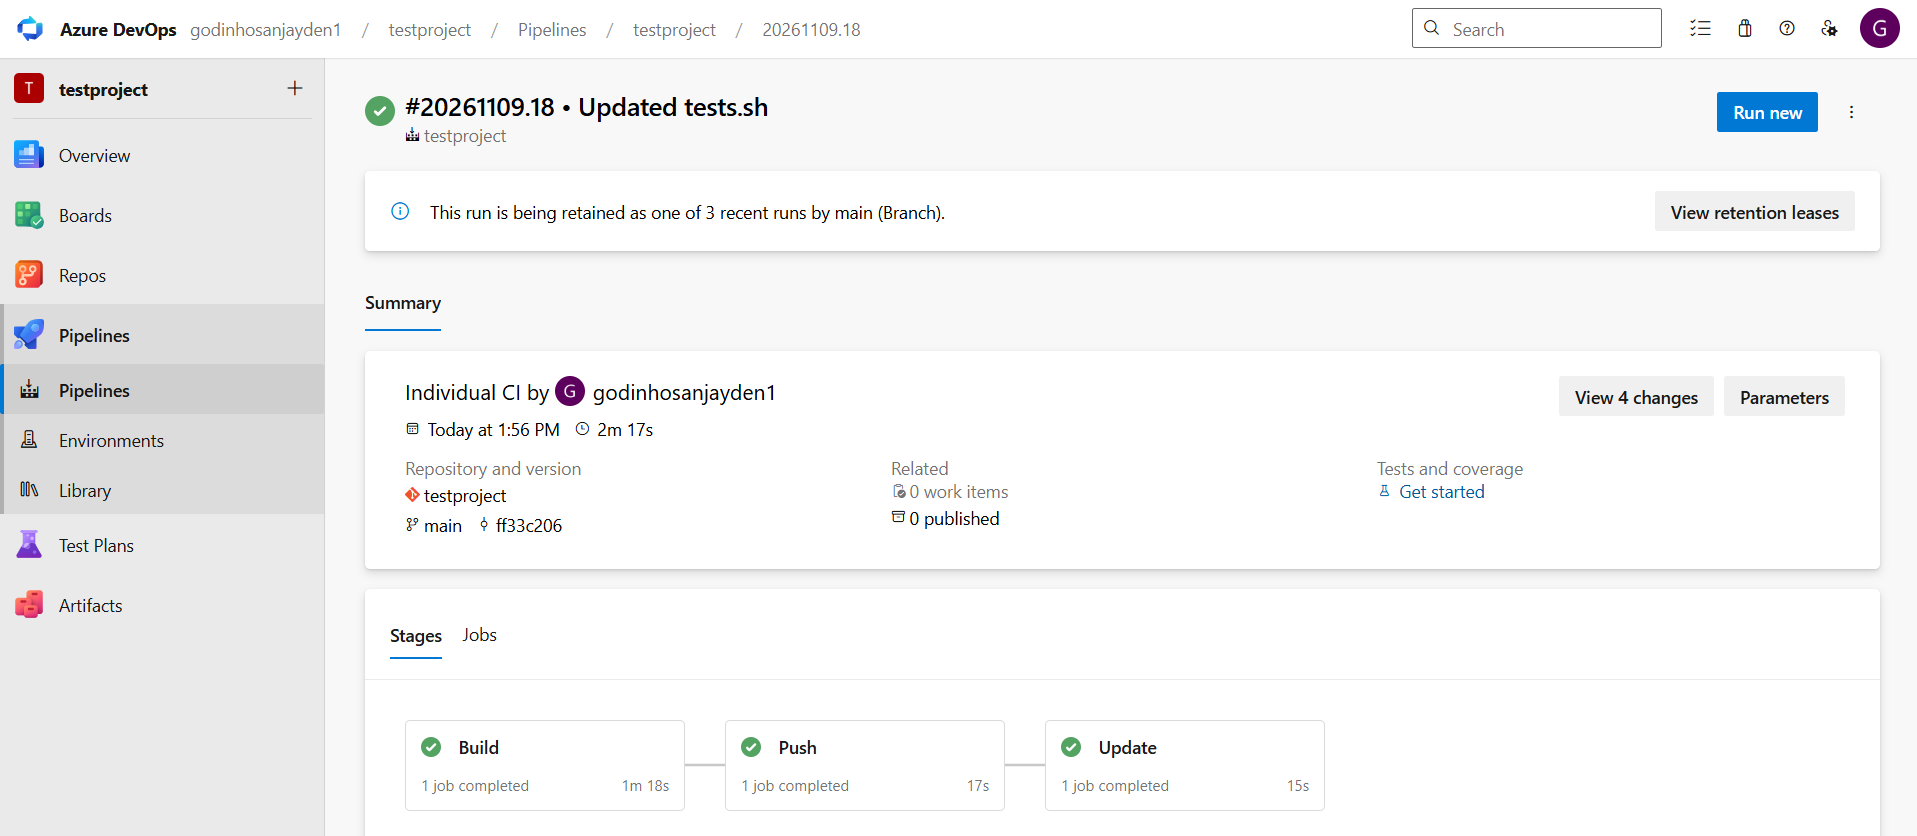 Azure DevOps godinhosanjayden1 / testproject / Pipelines / testproject / 20261109.18
Search
G
T testproject
Overview
Boards
Repos
Pipelines
Pipelines
Environments
Library
Test Plans
Artifacts
#20261109.18 • Updated tests.sh
testproject
Run new
This run is being retained as one of 3 recent runs by main (Branch).
View retention leases
Summary
Individual CI by G godinhosanjayden1
View 4 changes
Parameters
Today at 1:56 PM 2m 17s
Repository and version
testproject
main ff33c206
Related
0 work items
0 published
Tests and coverage
Get started
Stages Jobs
Build
1 job completed 1m 18s
Push
1 job completed 17s
Update
1 job completed 15s